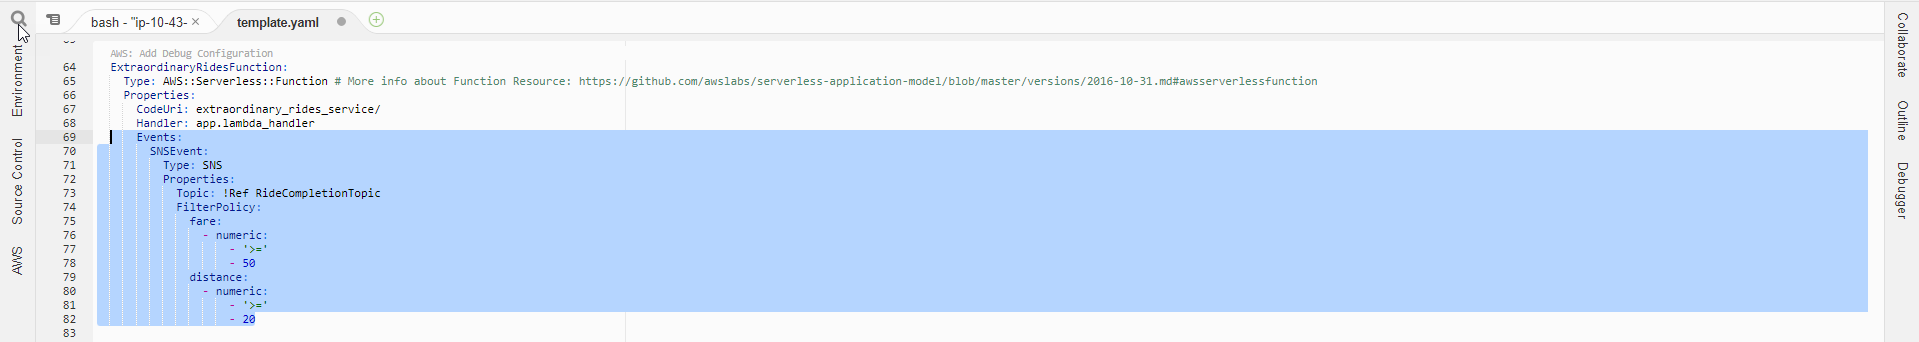 bash - "ip-10-43- ×
template.yaml
Environment
Source Control
AWS
AWS: Add Debug Configuration
64 ExtraordinaryRidesFunction:
65 Type: AWS::Serverless::Function # More info about Function Resource: https://github.com/awslabs/serverless-application-model/blob/master/versions/2016-10-31.md#awsserverlessfunction
66 Properties:
67 CodeUri: extraordinary_rides_service/
68 Handler: app.lambda_handler
69 Events:
70 SNSEvent:
71 Type: SNS
72 Properties:
73 Topic: !Ref RideCompletionTopic
74 FilterPolicy:
75 fare:
76 - numeric:
77 - '>='
78 - 50
79 distance:
80 - numeric:
81 - '>='
82 - 20
83
Collaborate
Outline
Debugger